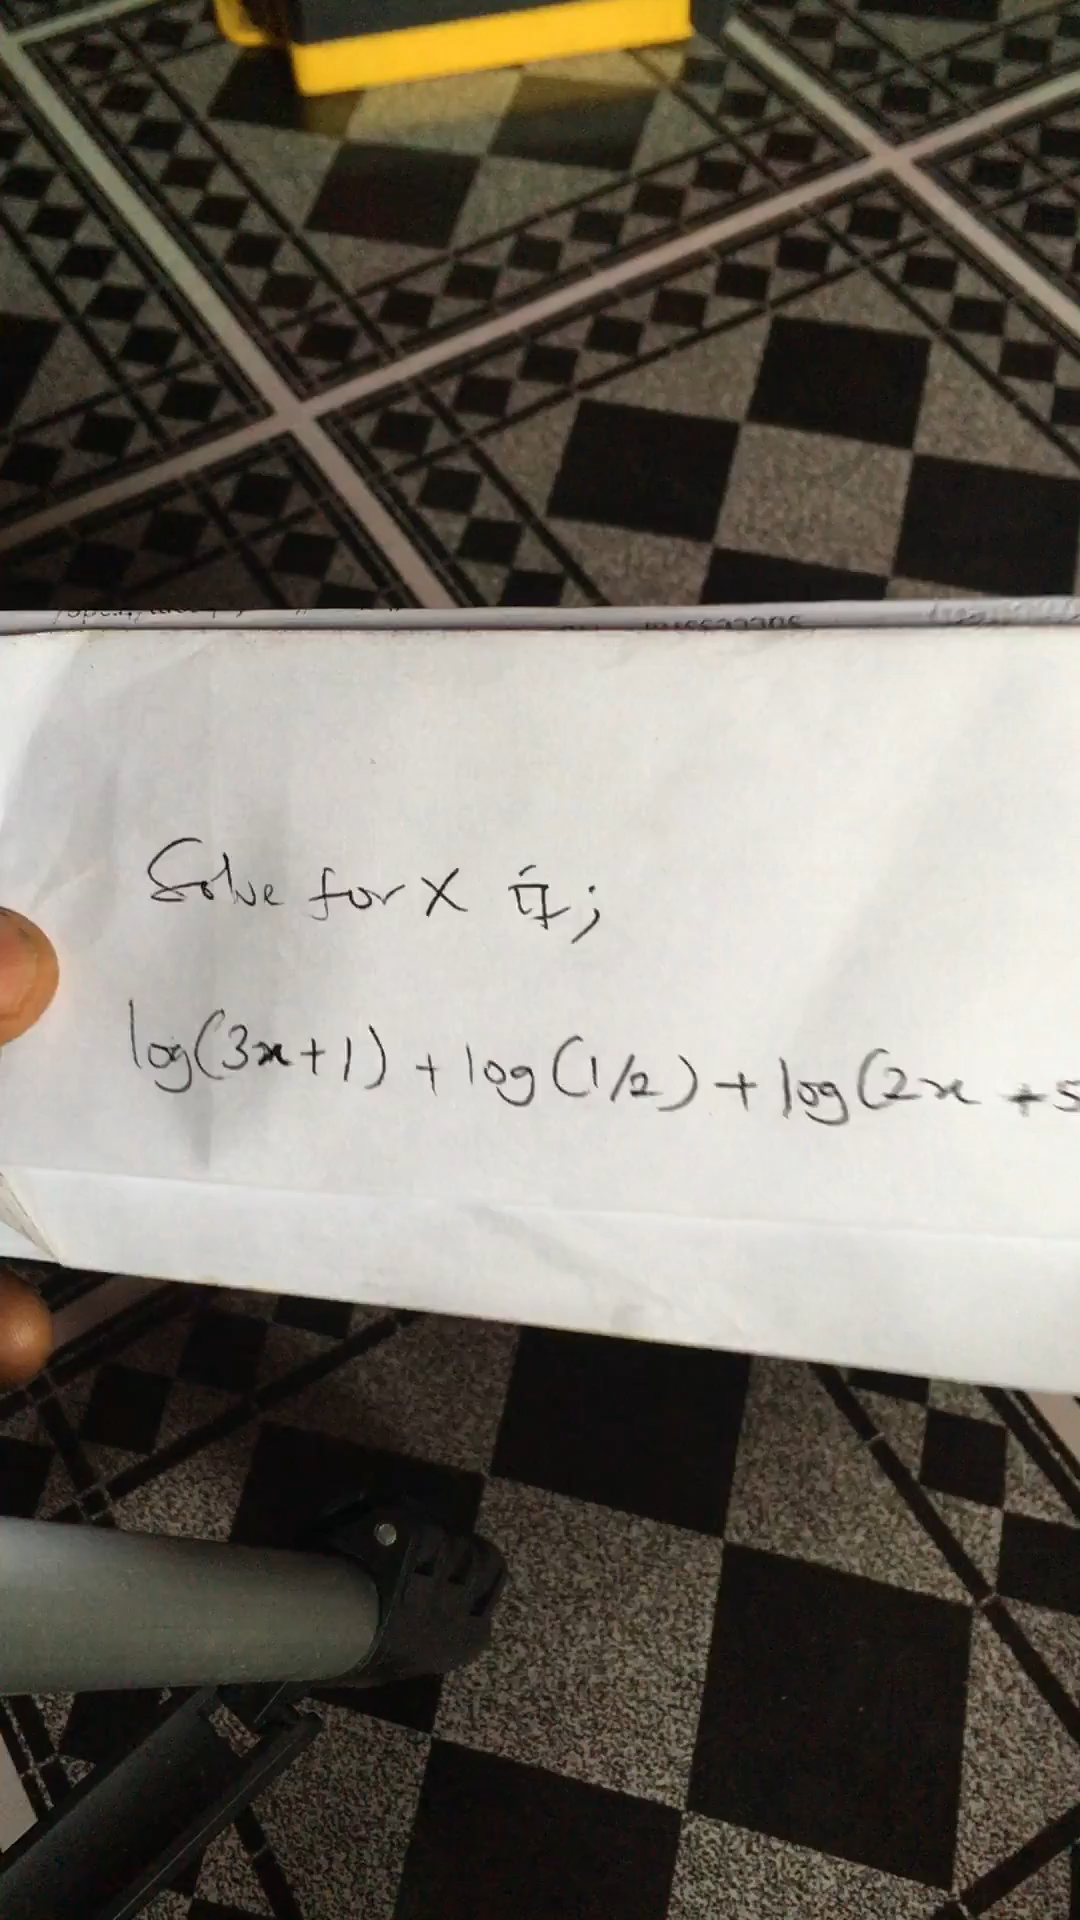 Solve for X if;
log(3x+1) + log(1/2) + log(2x +5